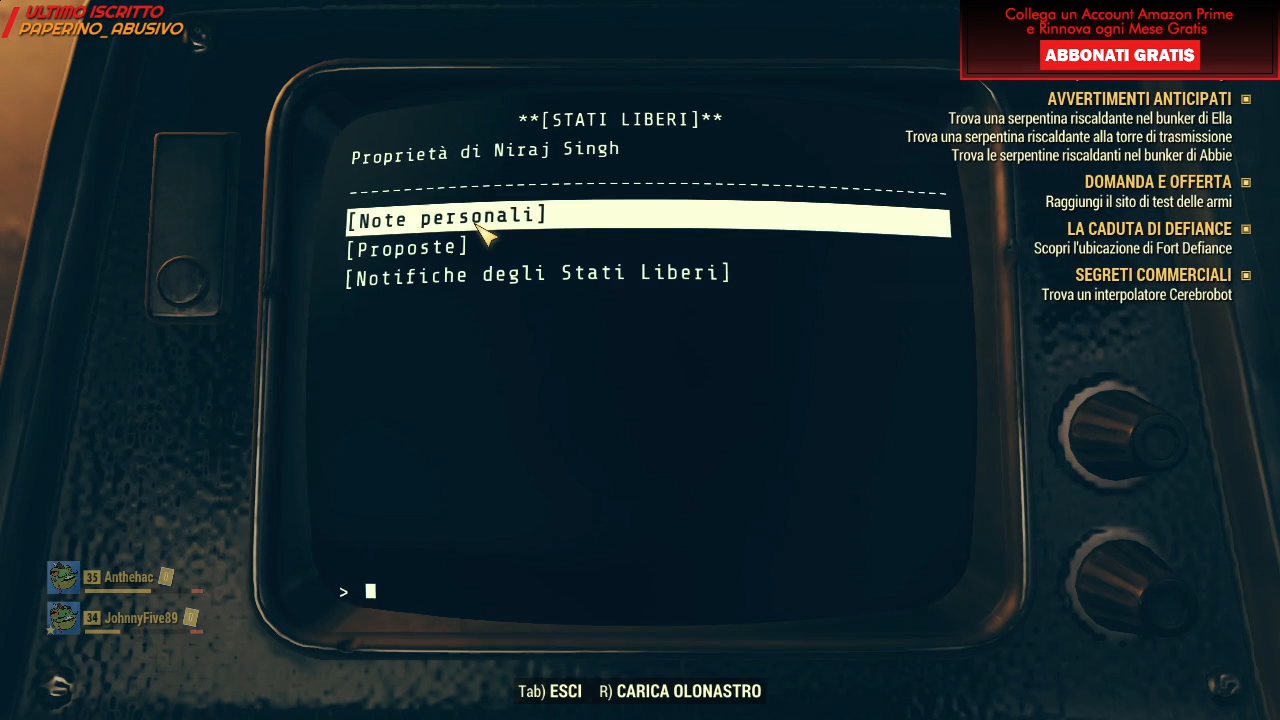 ULTIMO ISCRITTO
PAPERINO_ABUSIVO
Collega un Account Amazon Prime
e Rinnova ogni Mese Gratis
ABBONATI GRATIS
**[STATI LIBERI]**
Proprietà di Niraj Singh
[Note personali]
[Proposte]
[Notifiche degli Stati Liberi]
>
AVVERTIMENTI ANTICIPATI
Trova una serpentina riscaldante nel bunker di Ella
Trova una serpentina riscaldante alla torre di trasmissione
Trova le serpentine riscaldanti nel bunker di Abbie
DOMANDA E OFFERTA
Raggiungi il sito di test delle armi
LA CADUTA DI DEFIANCE
Scopri l'ubicazione di Fort Defiance
SEGRETI COMMERCIALI
Trova un interpolatore Cerebrobot
35 Anthehac
34 JohnnyFive89
Tab) ESCI R) CARICA OLONASTRO